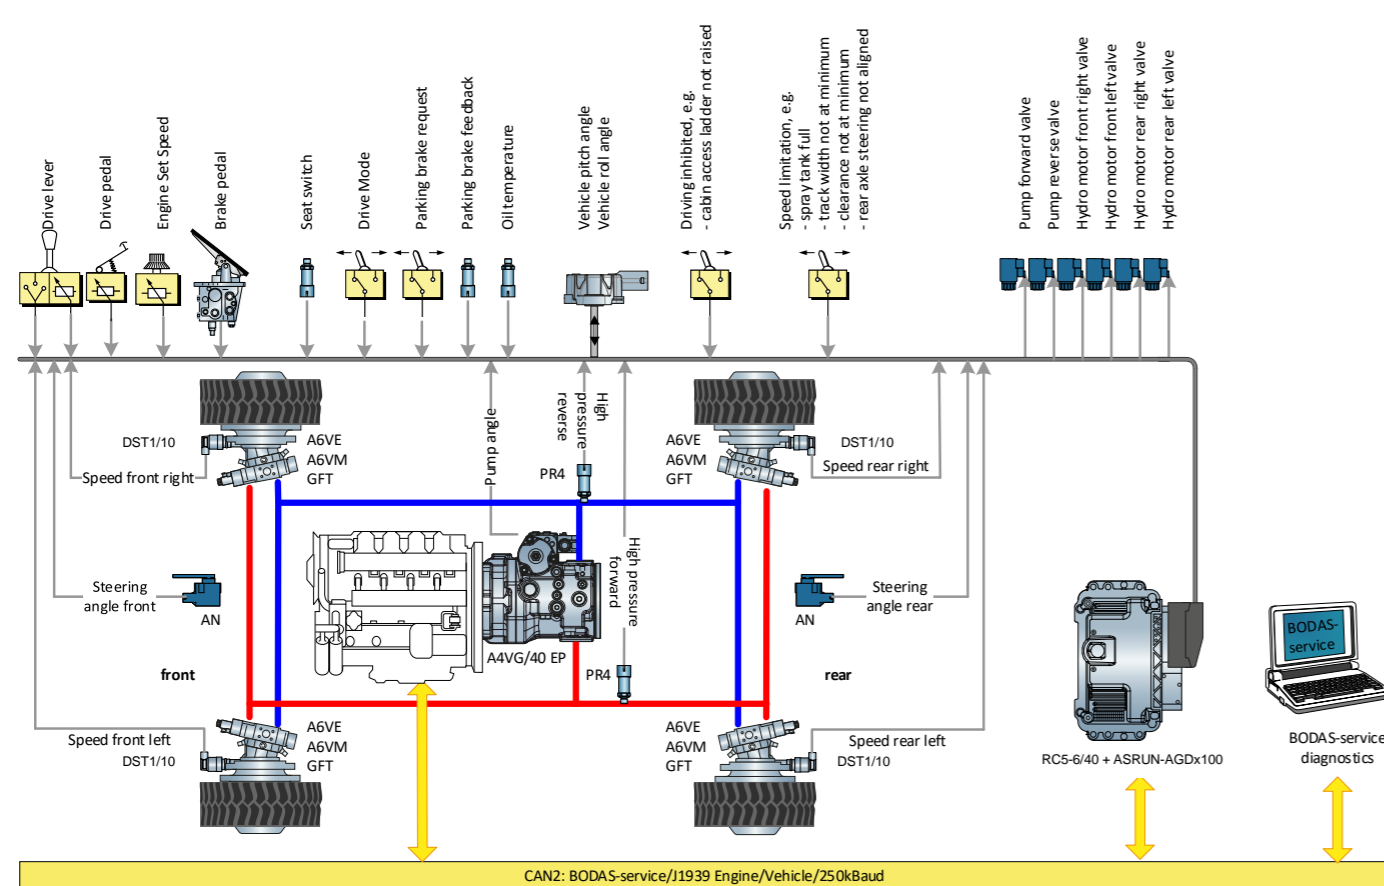 Drive lever
Drive pedal
Engine Set Speed
Brake pedal
Seat switch
Drive Mode
Parking brake request
Parking brake feedback
Oil temperature
Vehicle pitch angle
Vehicle roll angle
Driving inhibited, e.g.
- cabin access ladder not raised
Speed limitation, e.g.
- spray tank full
- track width not at minimum
- clearance not at minimum
- rear axle steering not aligned
Pump forward valve
Pump reverse valve
Hydro motor front right valve
Hydro motor front left valve
Hydro motor rear right valve
Hydro motor rear left valve
DST1/10
A6VE
A6VM
GFT
Speed front right
Pump angle
High
pressure
reverse
PR4
A6VE
A6VM
GFT
DST1/10
Speed rear right
Steering
angle front
AN
High pressure
forward
A4VG/40 EP
PR4
Steering
angle rear
AN
front
rear
Speed front left
DST1/10
A6VE
A6VM
GFT
A6VE
A6VM
GFT
Speed rear left
DST1/10
RC5-6/40 + ASRUN-AGDx100
BODAS-
service
BODAS-service
diagnostics
CAN2: BODAS-service/J1939 Engine/Vehicle/250kBaud